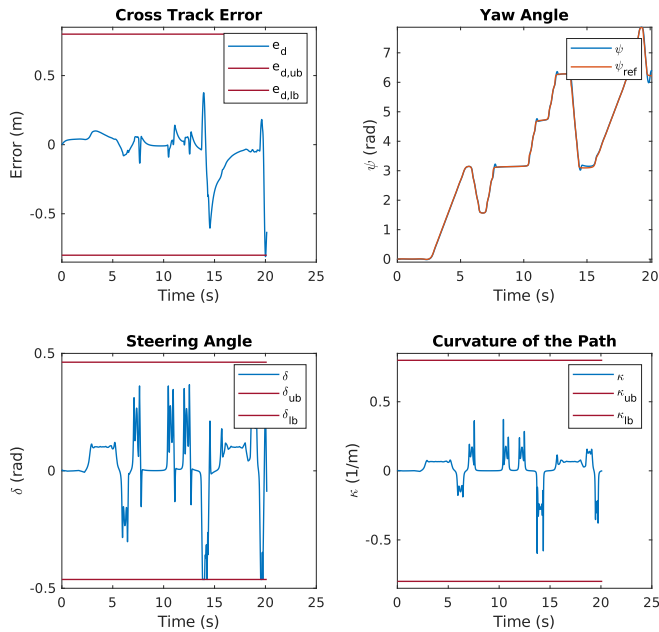 Cross Track Error
Error (m)
0.5
0
-0.5
0 5 10 15 20 25
Time (s)
e_d
e_d,ub
e_d,lb
Yaw Angle
ψ (rad)
7
6
5
4
3
2
1
0
0 5 10 15 20
Time (s)
ψ
ψ_ref
Steering Angle
δ (rad)
0.5
0
-0.5
0 5 10 15 20 25
Time (s)
δ
δ_ub
δ_lb
Curvature of the Path
κ (1/m)
0.5
0
-0.5
0 5 10 15 20 25
Time (s)
κ
κ_ub
κ_lb